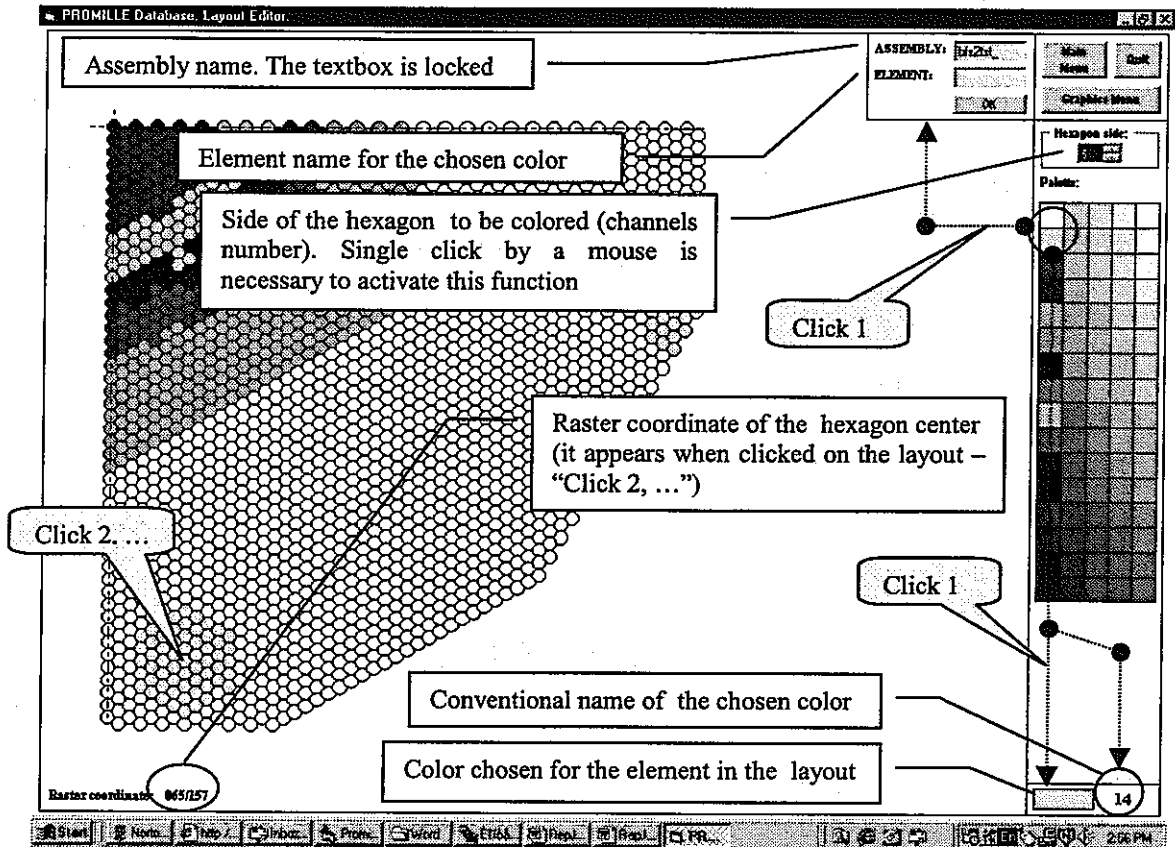 PROMILLE Database. Layout Editor.
Assembly name. The textbox is locked
ASSEMBLY:
ELEMENT:
OK
Main
Menu
Quit
Graphics Menu
Hexagon side:
Palette:
Element name for the chosen color
Side of the hexagon to be colored (channels
number). Single click by a mouse is
necessary to activate this function
Click 1
Raster coordinate of the hexagon center
(it appears when clicked on the layout –
“Click 2, …”)
Click 2, …
Click 1
Conventional name of the chosen color
Color chosen for the element in the layout
Raster coordinate: 065/157
14
Start
Word
2:56 PM